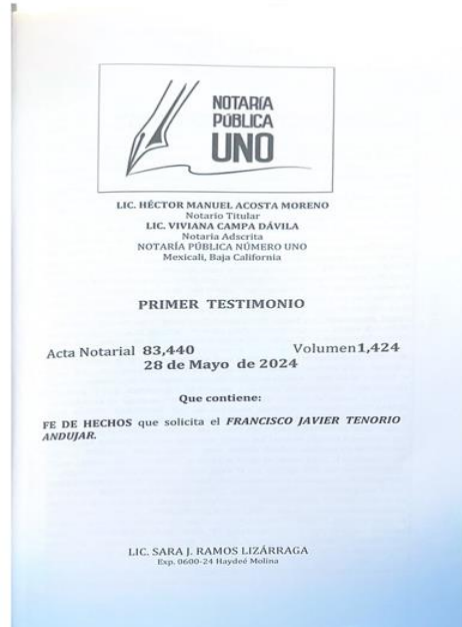 NOTARÍA
PÚBLICA
UNO
LIC. HÉCTOR MANUEL ACOSTA MORENO
Notario Titular
LIC. VIVIANA CAMPA DÁVILA
Notaria Adscrita
NOTARÍA PÚBLICA NÚMERO UNO
Mexicali, Baja California
PRIMER TESTIMONIO
Acta Notarial 83,440 Volumen1,424
28 de Mayo de 2024
Que contiene:
FE DE HECHOS que solicita el FRANCISCO JAVIER TENORIO
ANDUJAR.
LIC. SARA J. RAMOS LIZÁRRAGA
Exp. 0600-24 Haydeé Molina